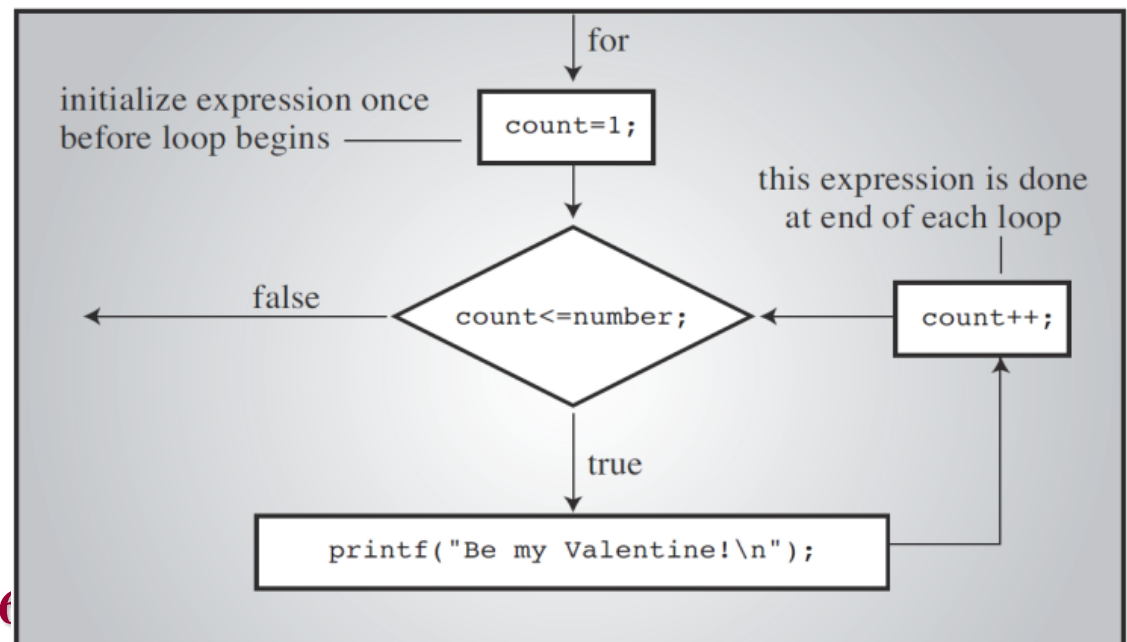 for
initialize expression once
before loop begins
count=1;
this expression is done
at end of each loop
false
count<=number;
count++;
true
printf("Be my Valentine!\n");